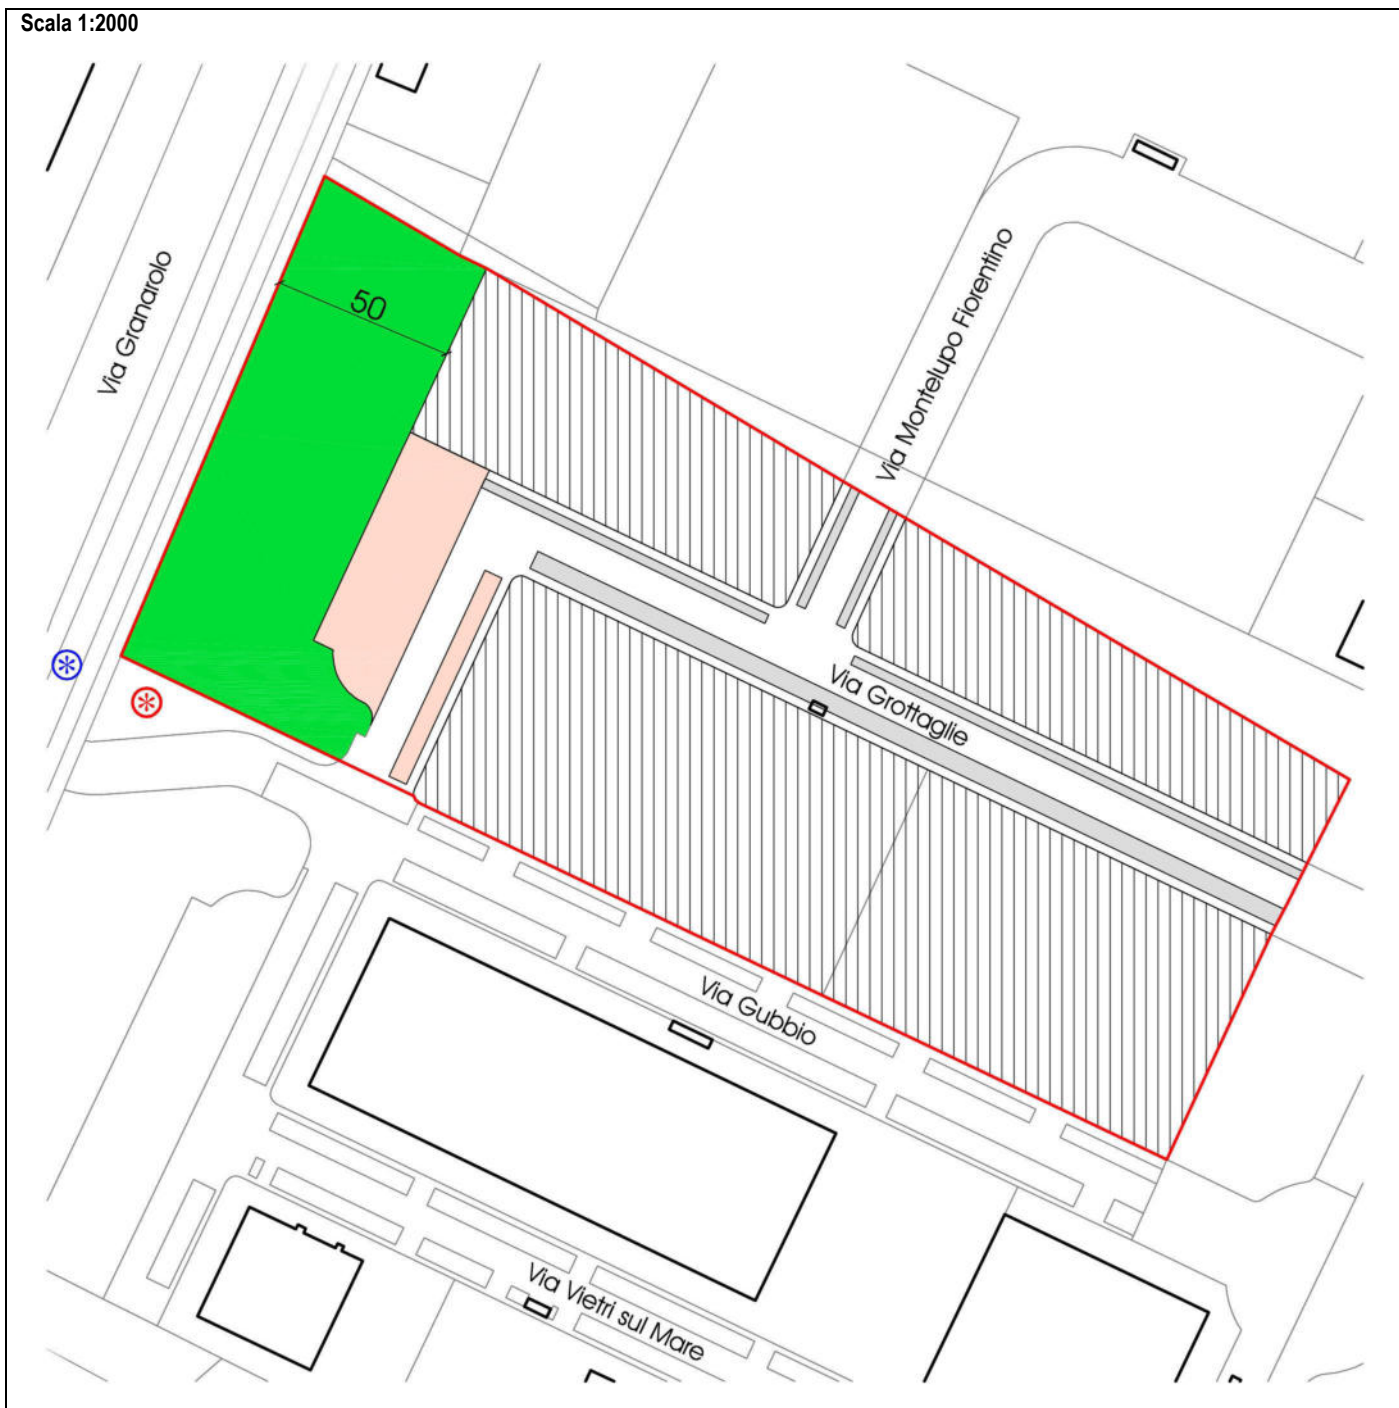 Scala 1:2000
Via Granarolo
50
Via Montelupo Fiorentino
Via Grottaglie
Via Gubbio
Via Vietri sul Mare